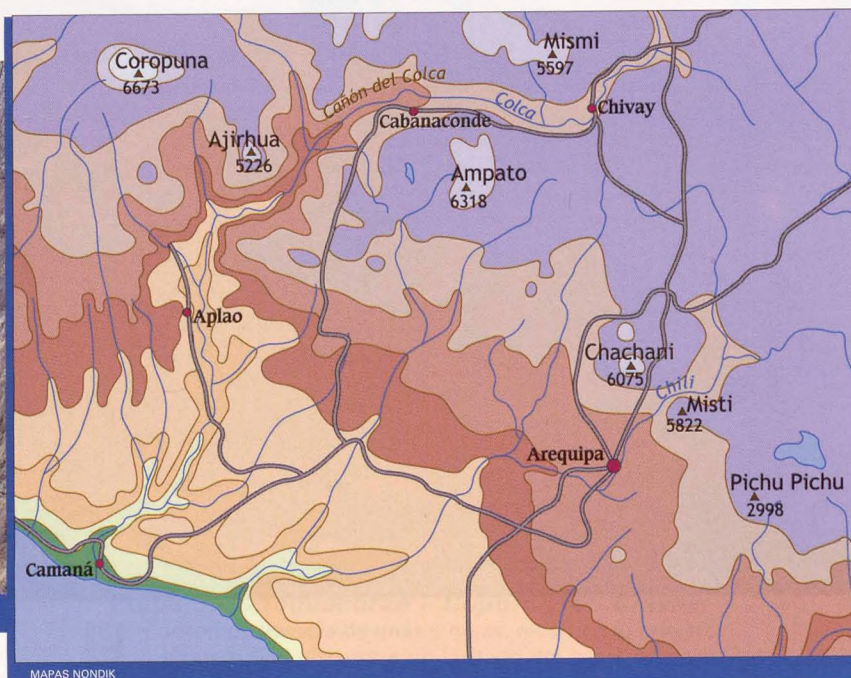 Coropuna
6673
Mismi
5597
Cañón del Colca
Colca
Chivay
Cabanaconde
Ajirhua
5226
Ampato
6318
Aplao
Chachani
6075
Chili
Misti
5822
Arequipa
Pichu Pichu
2998
Camaná
MAPAS NONDIK